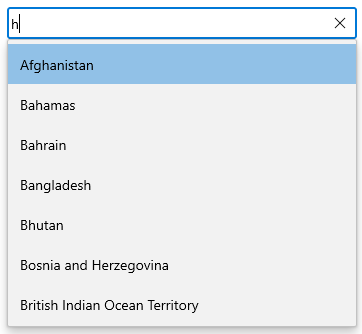 h
Afghanistan
Bahamas
Bahrain
Bangladesh
Bhutan
Bosnia and Herzegovina
British Indian Ocean Territory